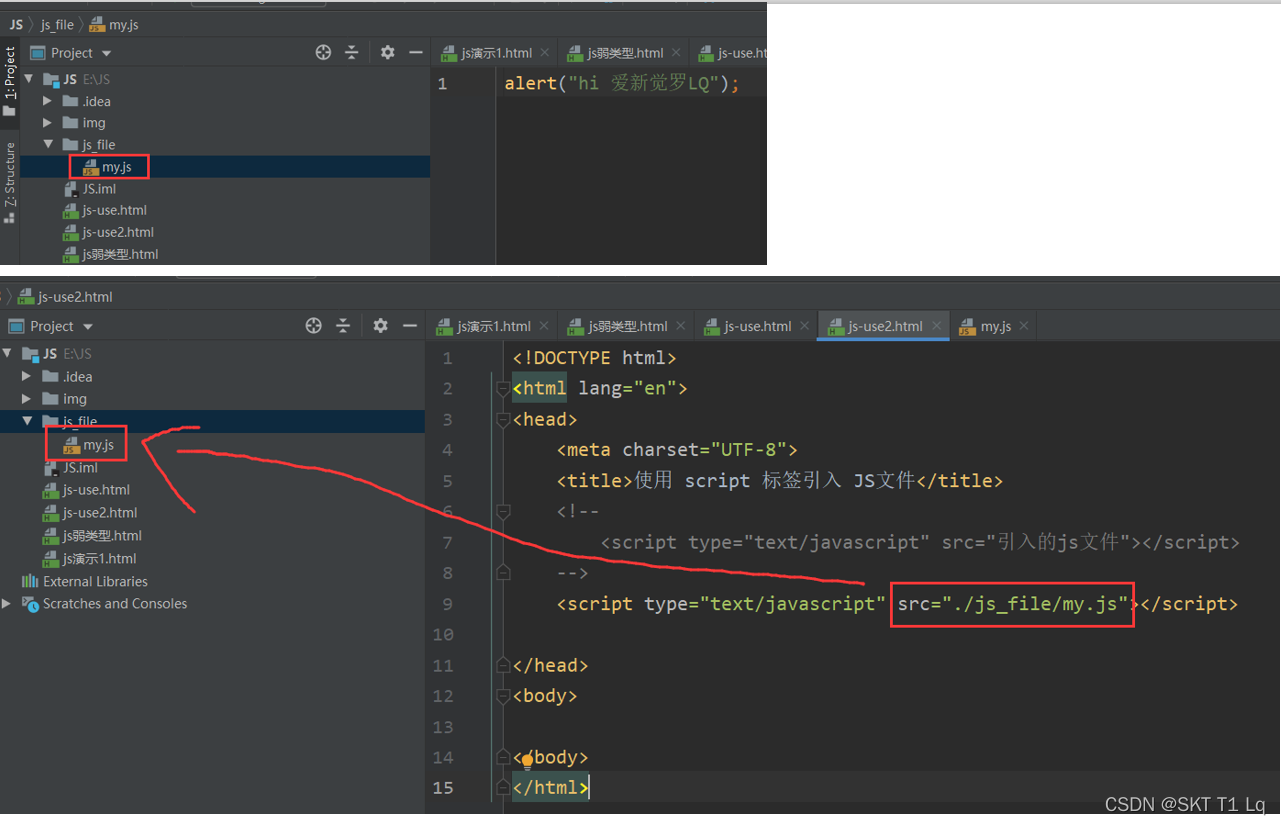 JS js_file my.js
1: Project
Z: Structure
Project
js演示1.html
js弱类型.html
js-use.ht
JS E:\JS
.idea
img
js_file
my.js
JS.iml
js-use.html
js-use2.html
js弱类型.html
1 alert("hi 爱新觉罗LQ");
js-use2.html
Project
js演示1.html
js弱类型.html
js-use.html
js-use2.html
my.js
JS E:\JS
.idea
img
js_file
my.js
JS.iml
js-use.html
js-use2.html
js弱类型.html
js演示1.html
External Libraries
Scratches and Consoles
1 <!DOCTYPE html>
2 <html lang="en">
3 <head>
4 <meta charset="UTF-8">
5 <title>使用 script 标签引入 JS文件</title>
6 <!--
7 <script type="text/javascript" src="引入的js文件"></script>
8 -->
9 <script type="text/javascript" src="./js_file/my.js"></script>
10
11 </head>
12 <body>
13
14 </body>
15 </html>
CSDN @SKT T1 Lq